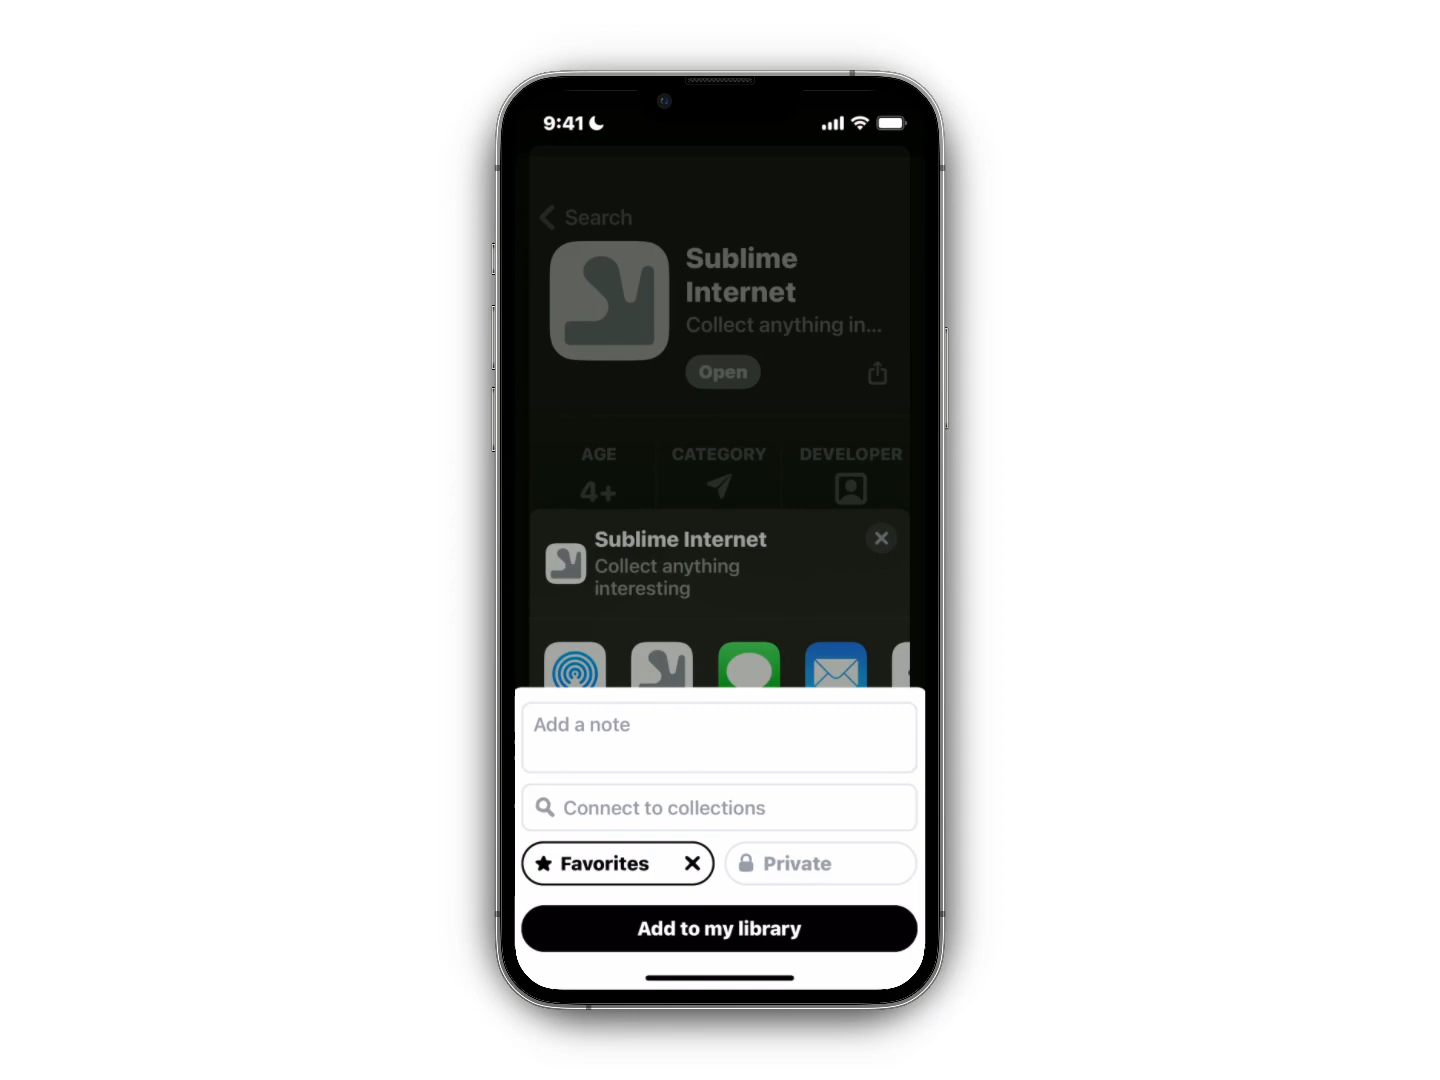 9:41
Search
Sublime
Internet
Collect anything in...
Open
AGE
CATEGORY
DEVELOPER
4+
Sublime Internet
Collect anything
interesting
Add a note
Connect to collections
Favorites
Private
Add to my library